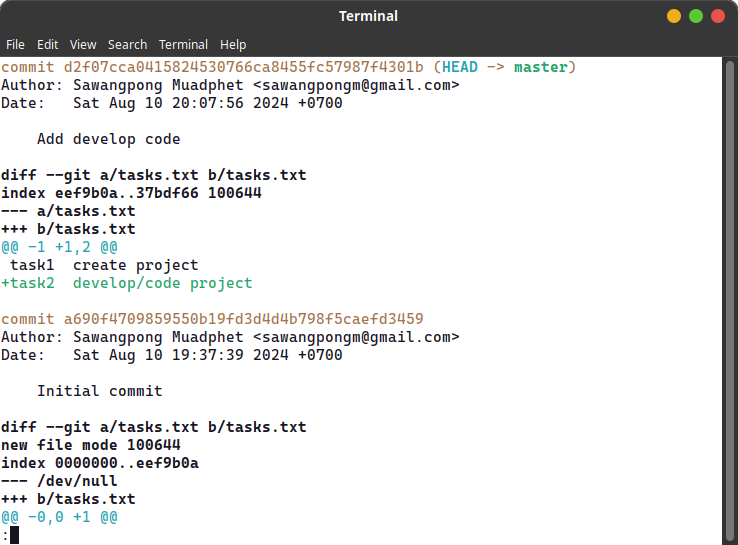 Terminal
File Edit View Search Terminal Help
commit d2f07cca0415824530766ca8455fc57987f4301b (HEAD -> master)
Author: Sawangpong Muadphet <sawangpongm@gmail.com>
Date:   Sat Aug 10 20:07:56 2024 +0700
    Add develop code
diff --git a/tasks.txt b/tasks.txt
index eef9b0a..37bdf66 100644
--- a/tasks.txt
+++ b/tasks.txt
@@ -1 +1,2 @@
 task1  create project
+task2  develop/code project
commit a690f4709859550b19fd3d4d4b798f5caefd3459
Author: Sawangpong Muadphet <sawangpongm@gmail.com>
Date:   Sat Aug 10 19:37:39 2024 +0700
    Initial commit
diff --git a/tasks.txt b/tasks.txt
new file mode 100644
index 0000000..eef9b0a
--- /dev/null
+++ b/tasks.txt
@@ -0,0 +1 @@
: